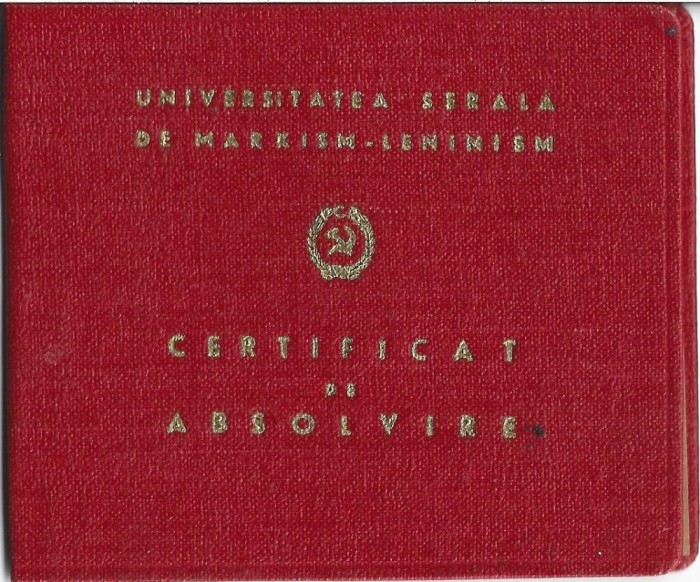 UNIVERSITATEA SERALĂ
DE MARXISM-LENINISM
CERTIFICAT
DE
ABSOLVIRE